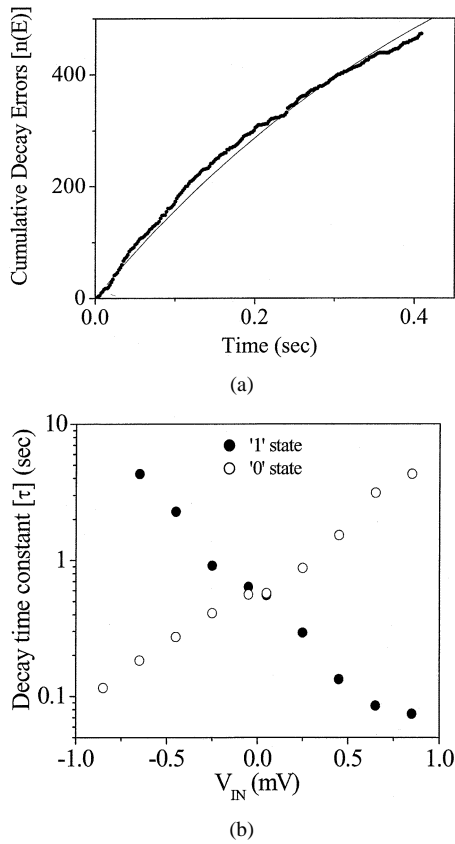 Cumulative Decay Errors [n(E)]
400
200
0
0.0
0.2
0.4
Time (sec)
(a)
Decay time constant [τ] (sec)
10
1
0.1
'1' state
'0' state
-1.0
-0.5
0.0
0.5
1.0
V_IN (mV)
(b)